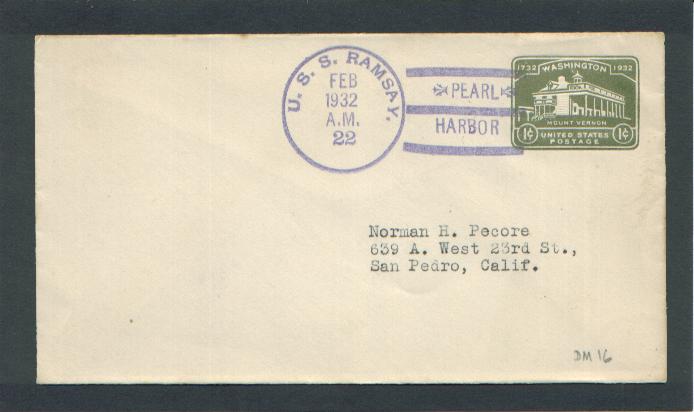 U. S. S. RAMSAY.
FEB
1932
A.M.
22
PEARL
HARBOR
1732 WASHINGTON 1932
MOUNT VERNON
1¢ UNITED STATES 1¢
POSTAGE
Norman H. Pecore
639 A. West 23rd St.,
San Pedro, Calif.
DM 16